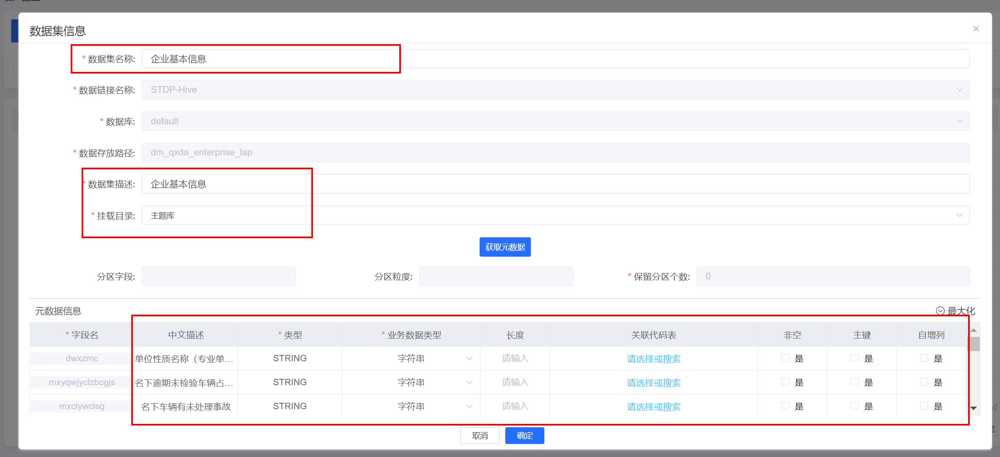 数据集信息
* 数据集名称: 企业基本信息
* 数据链接名称: STDP-Hive
* 数据库: default
* 数据存放路径: dm_qxda_enterprise_lap
* 数据集描述: 企业基本信息
* 挂载目录: 主题库
获取元数据
分区字段: 分区粒度: * 保留分区个数: 0
元数据信息 最大化
* 字段名 中文描述 * 类型 * 业务数据类型 长度 关联代码表 非空 主键 自增列
dwxzmc 单位性质名称（专业单... STRING 字符串 请输入 请选择或搜索 是 是 是
mxyqwjyclzbcgjs 名下逾期未检验车辆占... STRING 字符串 请输入 请选择或搜索 是 是 是
mxclywclsg 名下车辆有未处理事故 STRING 字符串 请输入 请选择或搜索 是 是 是
取消 确定